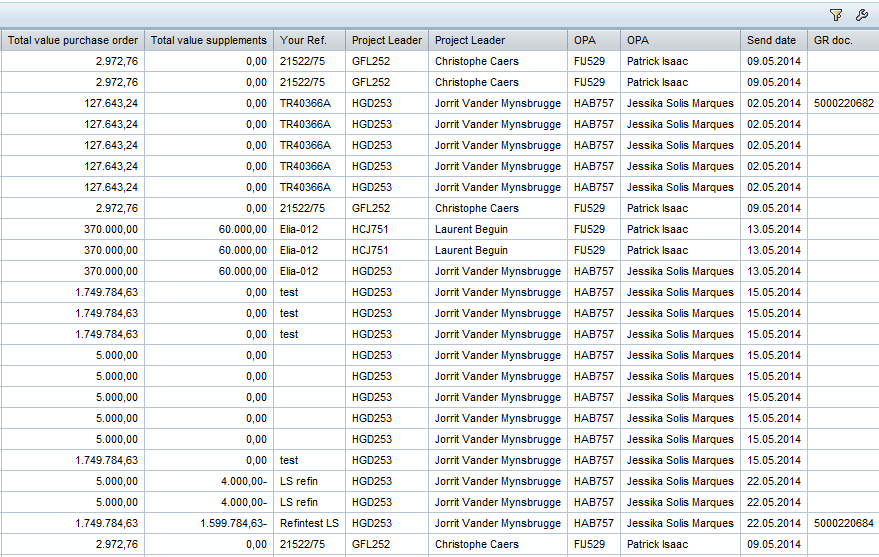 Total value purchase order Total value supplements Your Ref. Project Leader Project Leader OPA OPA Send date GR doc.
2.972,76 0,00 21522/75 GFL252 Christophe Caers FIJ529 Patrick Isaac 09.05.2014
2.972,76 0,00 21522/75 GFL252 Christophe Caers FIJ529 Patrick Isaac 09.05.2014
127.643,24 0,00 TR40366A HGD253 Jorrit Vander Mynsbrugge HAB757 Jessika Solis Marques 02.05.2014 5000220682
127.643,24 0,00 TR40366A HGD253 Jorrit Vander Mynsbrugge HAB757 Jessika Solis Marques 02.05.2014
127.643,24 0,00 TR40366A HGD253 Jorrit Vander Mynsbrugge HAB757 Jessika Solis Marques 02.05.2014
127.643,24 0,00 TR40366A HGD253 Jorrit Vander Mynsbrugge HAB757 Jessika Solis Marques 02.05.2014
127.643,24 0,00 TR40366A HGD253 Jorrit Vander Mynsbrugge HAB757 Jessika Solis Marques 02.05.2014
2.972,76 0,00 21522/75 GFL252 Christophe Caers FIJ529 Patrick Isaac 09.05.2014
370.000,00 60.000,00 Elia-012 HCJ751 Laurent Beguin FIJ529 Patrick Isaac 13.05.2014
370.000,00 60.000,00 Elia-012 HCJ751 Laurent Beguin FIJ529 Patrick Isaac 13.05.2014
370.000,00 60.000,00 Elia-012 HGD253 Jorrit Vander Mynsbrugge HAB757 Jessika Solis Marques 13.05.2014
1.749.784,63 0,00 test HGD253 Jorrit Vander Mynsbrugge HAB757 Jessika Solis Marques 15.05.2014
1.749.784,63 0,00 test HGD253 Jorrit Vander Mynsbrugge HAB757 Jessika Solis Marques 15.05.2014
1.749.784,63 0,00 test HGD253 Jorrit Vander Mynsbrugge HAB757 Jessika Solis Marques 15.05.2014
5.000,00 0,00 HGD253 Jorrit Vander Mynsbrugge HAB757 Jessika Solis Marques 15.05.2014
5.000,00 0,00 HGD253 Jorrit Vander Mynsbrugge HAB757 Jessika Solis Marques 15.05.2014
5.000,00 0,00 HGD253 Jorrit Vander Mynsbrugge HAB757 Jessika Solis Marques 15.05.2014
5.000,00 0,00 HGD253 Jorrit Vander Mynsbrugge HAB757 Jessika Solis Marques 15.05.2014
5.000,00 0,00 HGD253 Jorrit Vander Mynsbrugge HAB757 Jessika Solis Marques 15.05.2014
1.749.784,63 0,00 test HGD253 Jorrit Vander Mynsbrugge HAB757 Jessika Solis Marques 15.05.2014
5.000,00 4.000,00- LS refin HGD253 Jorrit Vander Mynsbrugge HAB757 Jessika Solis Marques 22.05.2014
5.000,00 4.000,00- LS refin HGD253 Jorrit Vander Mynsbrugge HAB757 Jessika Solis Marques 22.05.2014
1.749.784,63 1.599.784,63- Refintest LS HGD253 Jorrit Vander Mynsbrugge HAB757 Jessika Solis Marques 22.05.2014 5000220684
2.972,76 0,00 21522/75 GFL252 Christophe Caers FIJ529 Patrick Isaac 09.05.2014